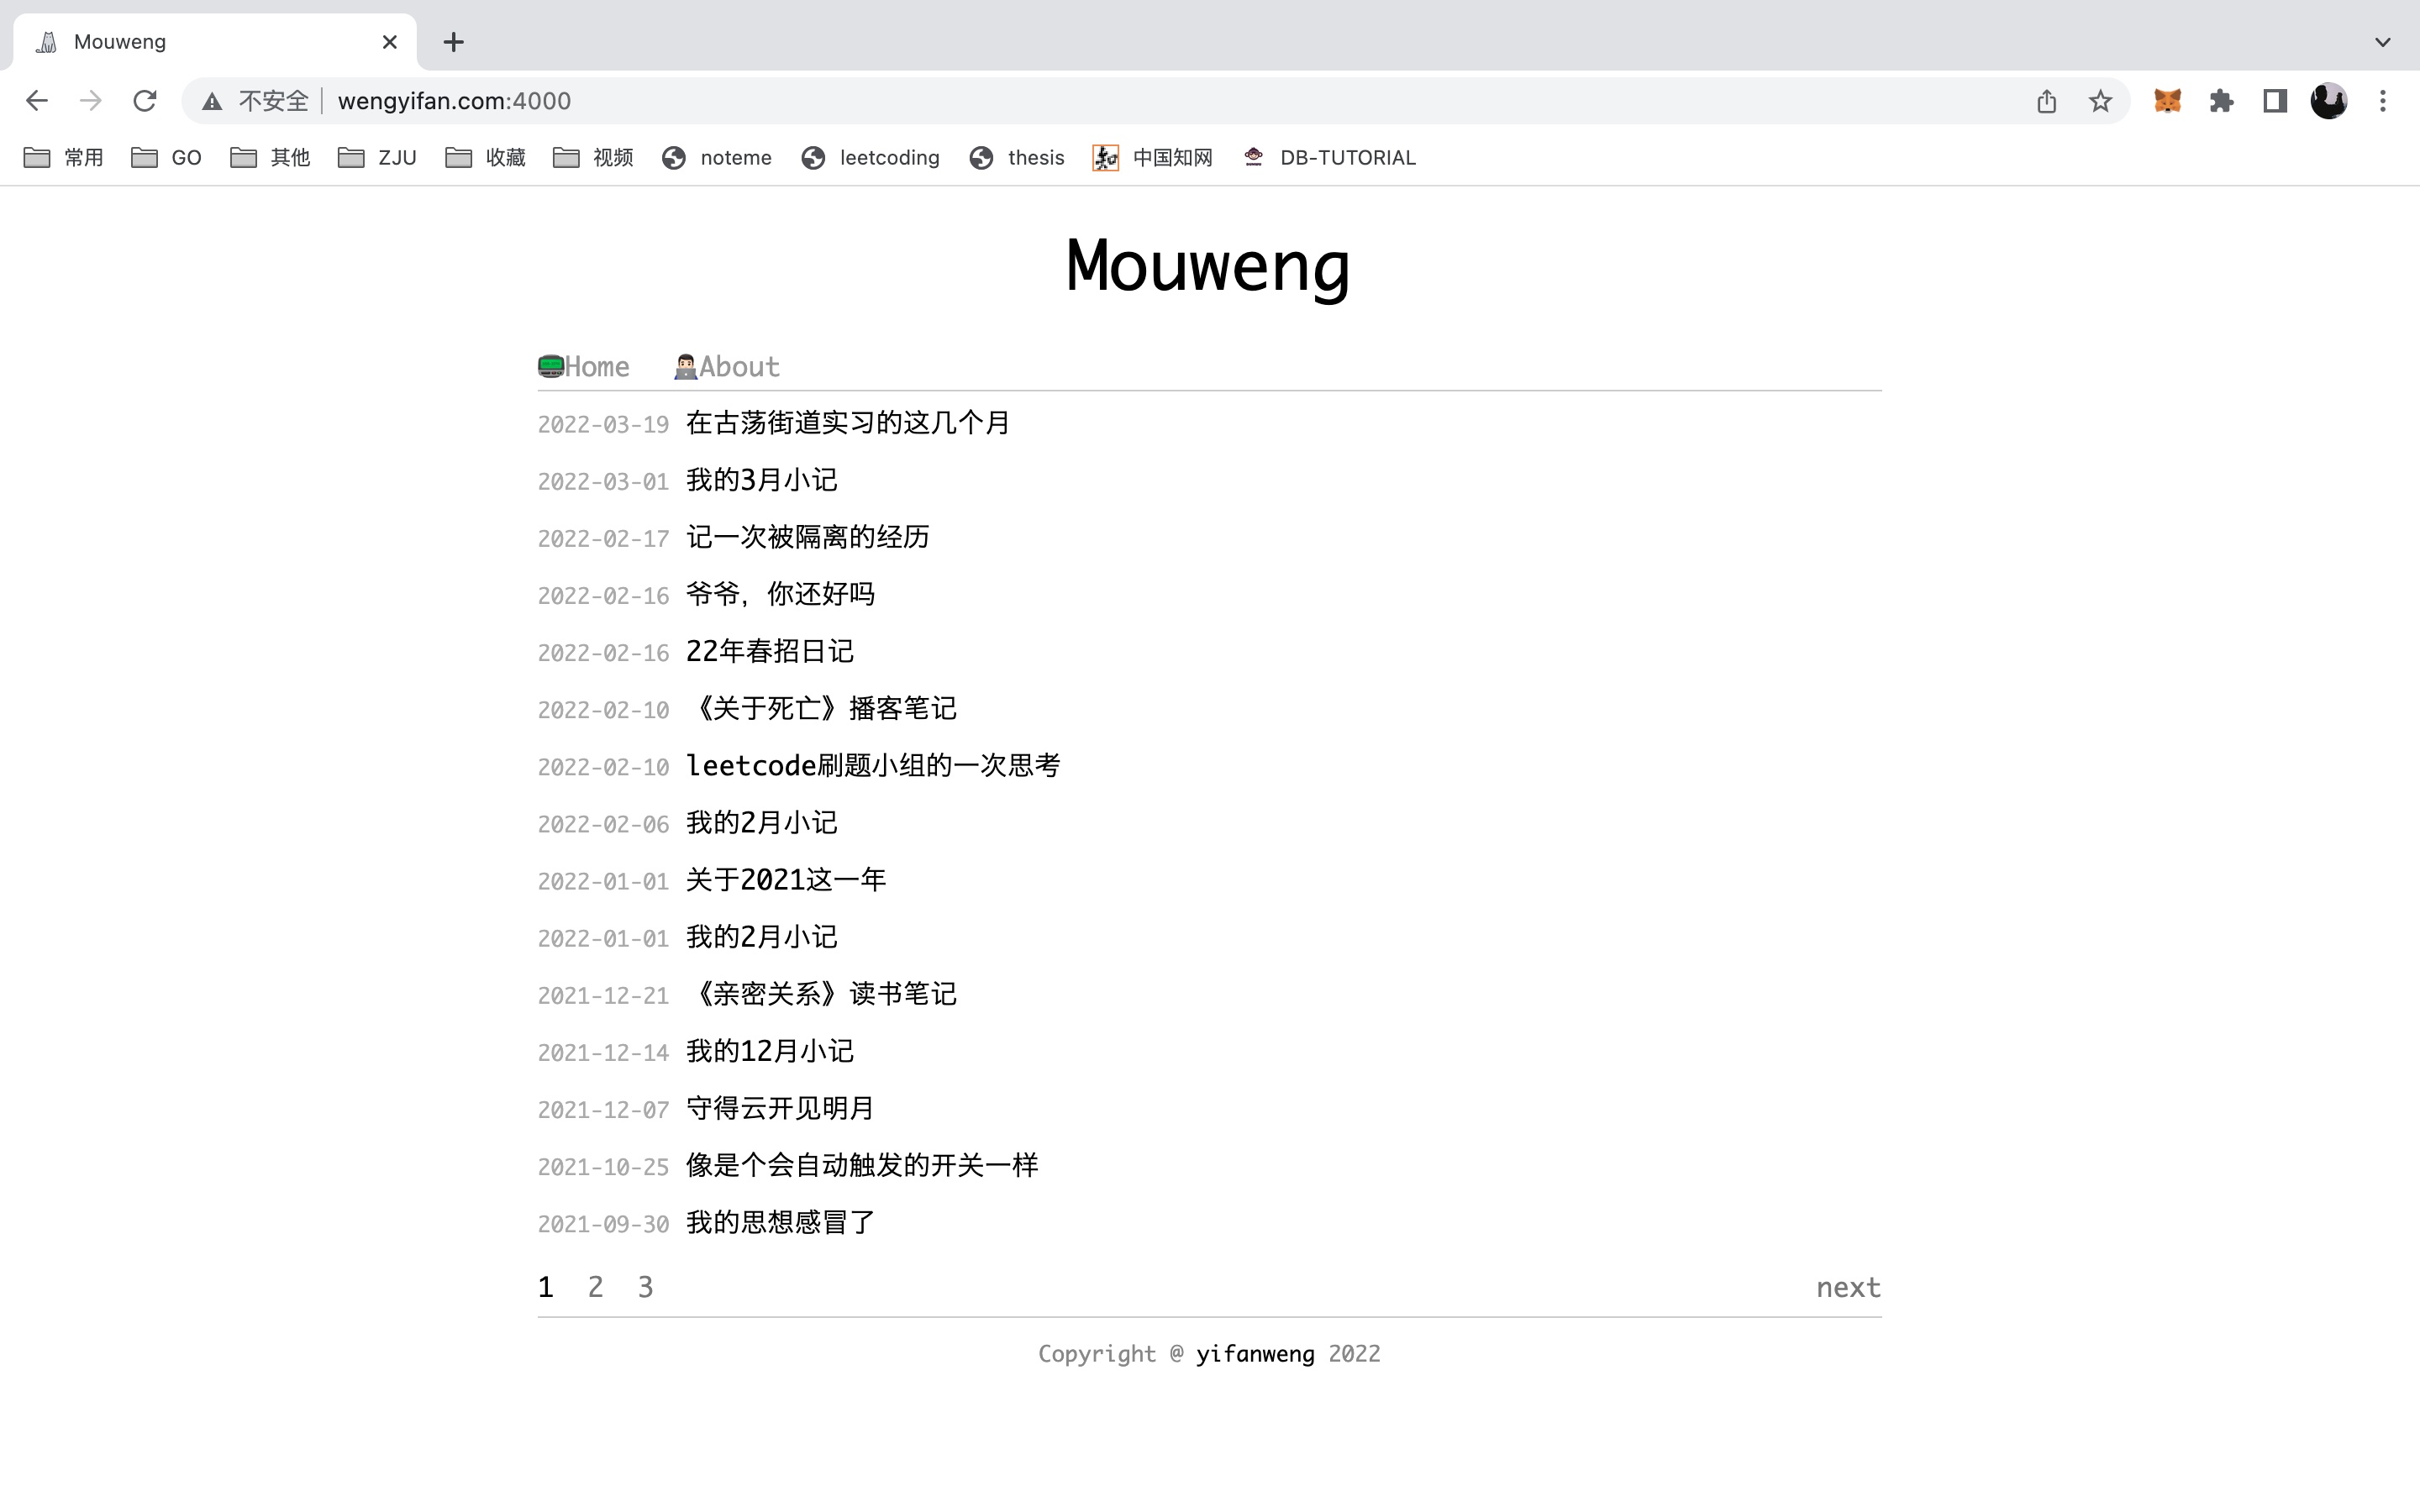 Mouweng
不安全 wengyifan.com:4000
常用 GO 其他 ZJU 收藏 视频 noteme leetcoding thesis 中国知网 DB-TUTORIAL
Mouweng
Home About
2022-03-19 在古荡街道实习的这几个月
2022-03-01 我的3月小记
2022-02-17 记一次被隔离的经历
2022-02-16 爷爷，你还好吗
2022-02-16 22年春招日记
2022-02-10 《关于死亡》播客笔记
2022-02-10 leetcode刷题小组的一次思考
2022-02-06 我的2月小记
2022-01-01 关于2021这一年
2022-01-01 我的2月小记
2021-12-21 《亲密关系》读书笔记
2021-12-14 我的12月小记
2021-12-07 守得云开见明月
2021-10-25 像是个会自动触发的开关一样
2021-09-30 我的思想感冒了
1 2 3 next
Copyright @ yifanweng 2022